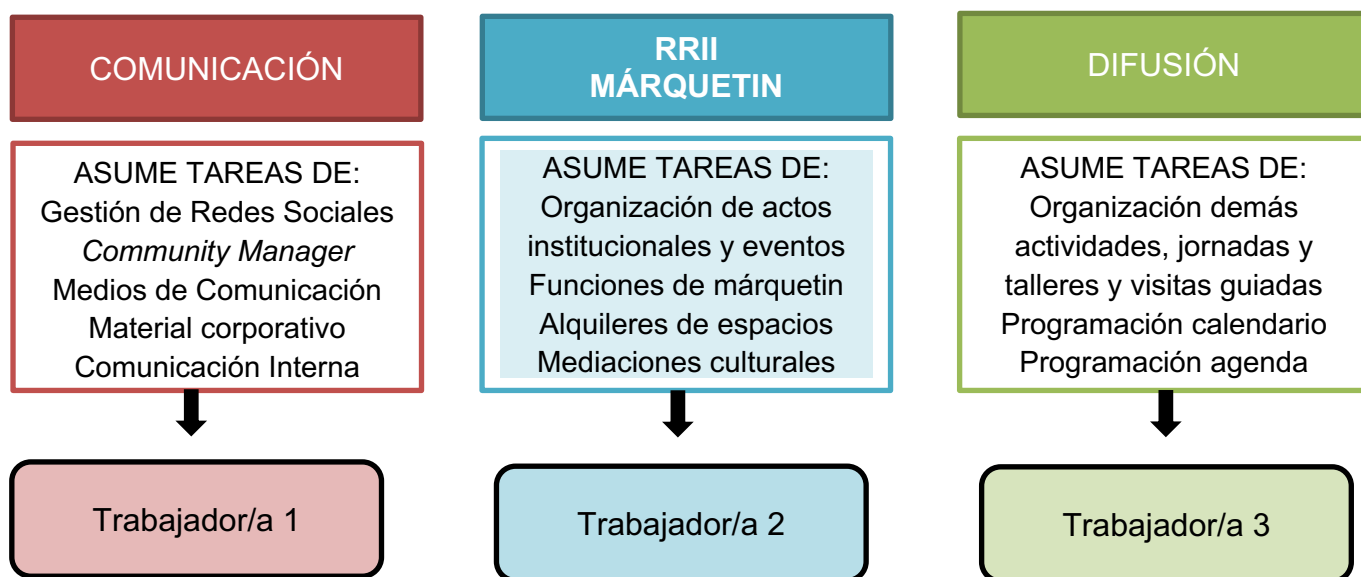 COMUNICACIÓN
ASUME TAREAS DE:
Gestión de Redes Sociales
Community Manager
Medios de Comunicación
Material corporativo
Comunicación Interna
Trabajador/a 1
RRII
MÁRQUETIN
ASUME TAREAS DE:
Organización de actos
institucionales y eventos
Funciones de márquetin
Alquileres de espacios
Mediaciones culturales
Trabajador/a 2
DIFUSIÓN
ASUME TAREAS DE:
Organización demás
actividades, jornadas y
talleres y visitas guiadas
Programación calendario
Programación agenda
Trabajador/a 3